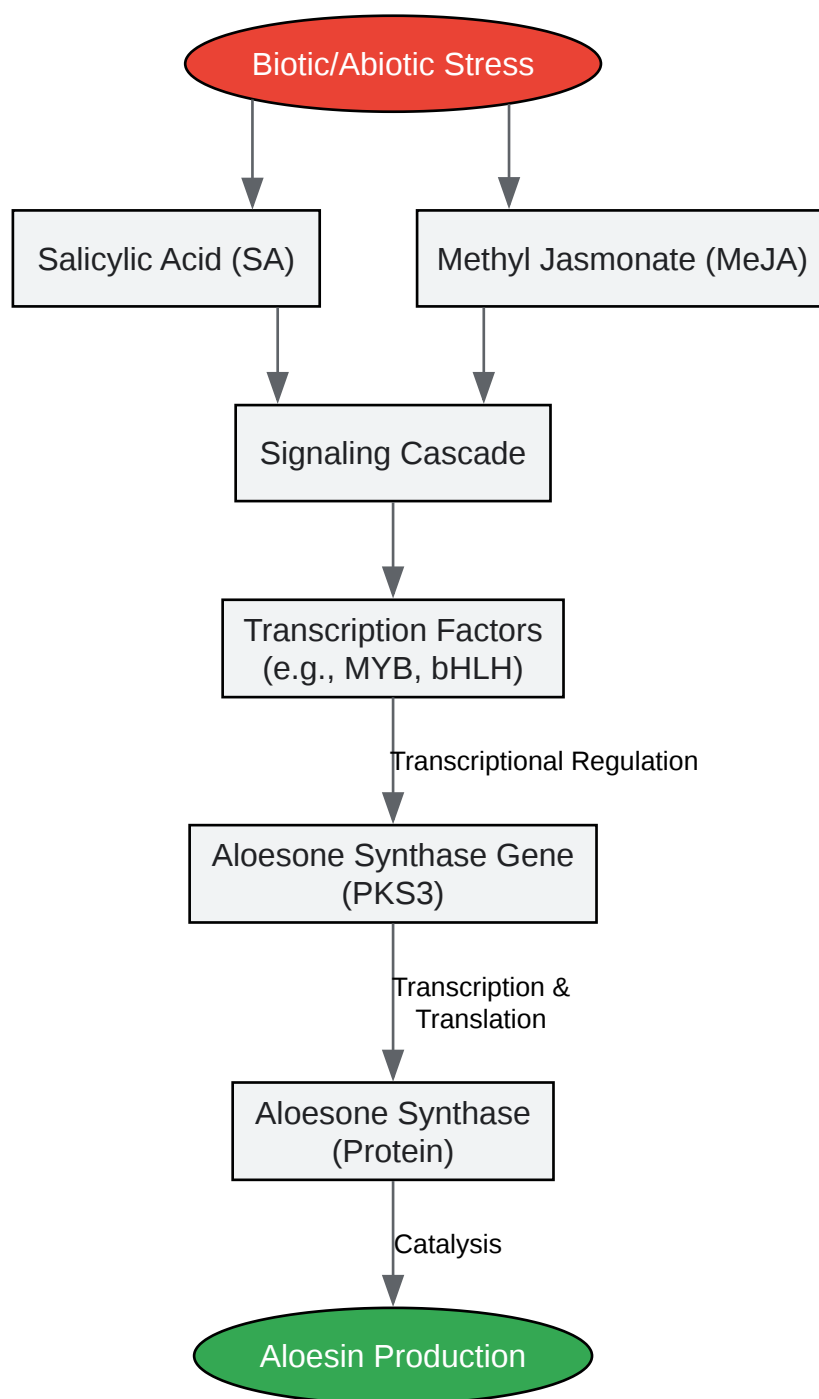 Biotic/Abiotic Stress
Salicylic Acid (SA)
Methyl Jasmonate (MeJA)
Signaling Cascade
Transcription Factors
(e.g., MYB, bHLH)
Transcriptional Regulation
Aloesone Synthase Gene
(PKS3)
Transcription &
Translation
Aloesone Synthase
(Protein)
Catalysis
Aloesin Production